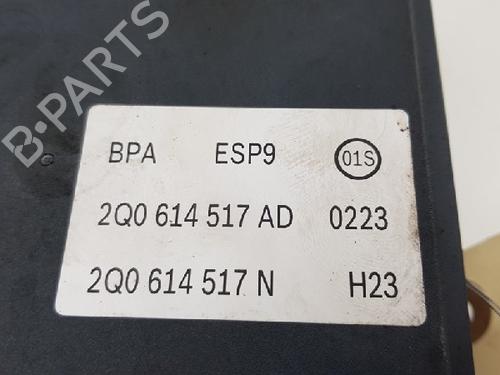 B-PARTS
BPA ESP9 01S
2Q0 614 517 AD 0223
2Q0 614 517 N H23